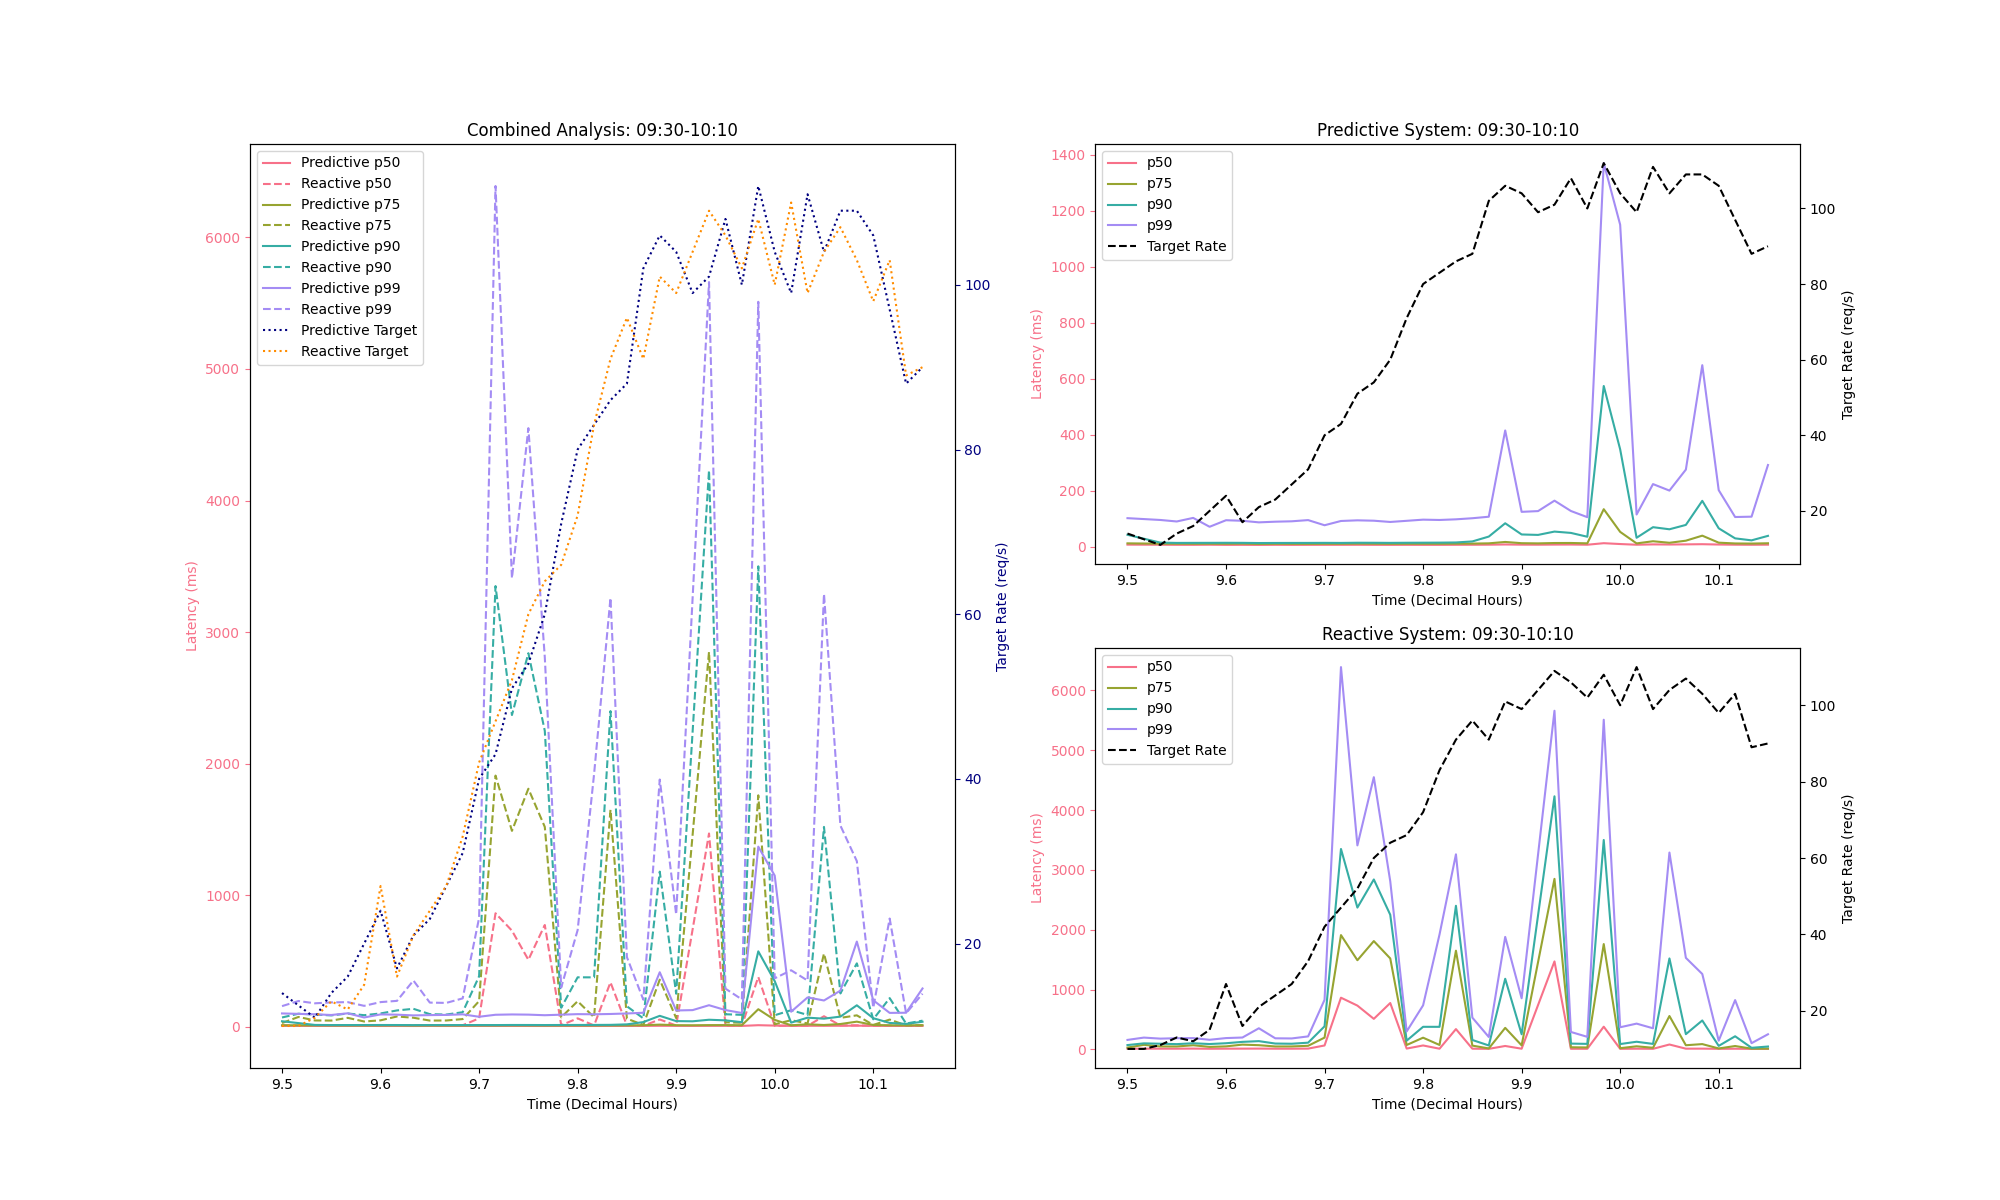 Combined Analysis: 09:30-10:10
Predictive p50
Reactive p50
Predictive p75
Reactive p75
Predictive p90
Reactive p90
Predictive p99
Reactive p99
Predictive Target
Reactive Target
6000
5000
4000
3000
2000
1000
0
Latency (ms)
100
80
60
40
20
Target Rate (req/s)
9.5 9.6 9.7 9.8 9.9 10.0 10.1
Time (Decimal Hours)
Predictive System: 09:30-10:10
p50
p75
p90
p99
Target Rate
1400
1200
1000
800
600
400
200
0
Latency (ms)
100
80
60
40
20
Target Rate (req/s)
9.5 9.6 9.7 9.8 9.9 10.0 10.1
Time (Decimal Hours)
Reactive System: 09:30-10:10
p50
p75
p90
p99
Target Rate
6000
5000
4000
3000
2000
1000
0
Latency (ms)
100
80
60
40
20
Target Rate (req/s)
9.5 9.6 9.7 9.8 9.9 10.0 10.1
Time (Decimal Hours)